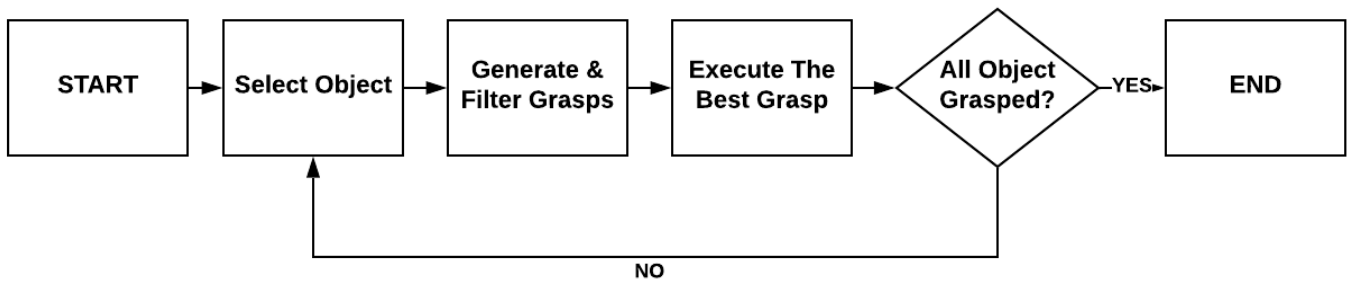 START
Select Object
Generate &
Filter Grasps
Execute The
Best Grasp
All Object
Grasped?
YES
END
NO